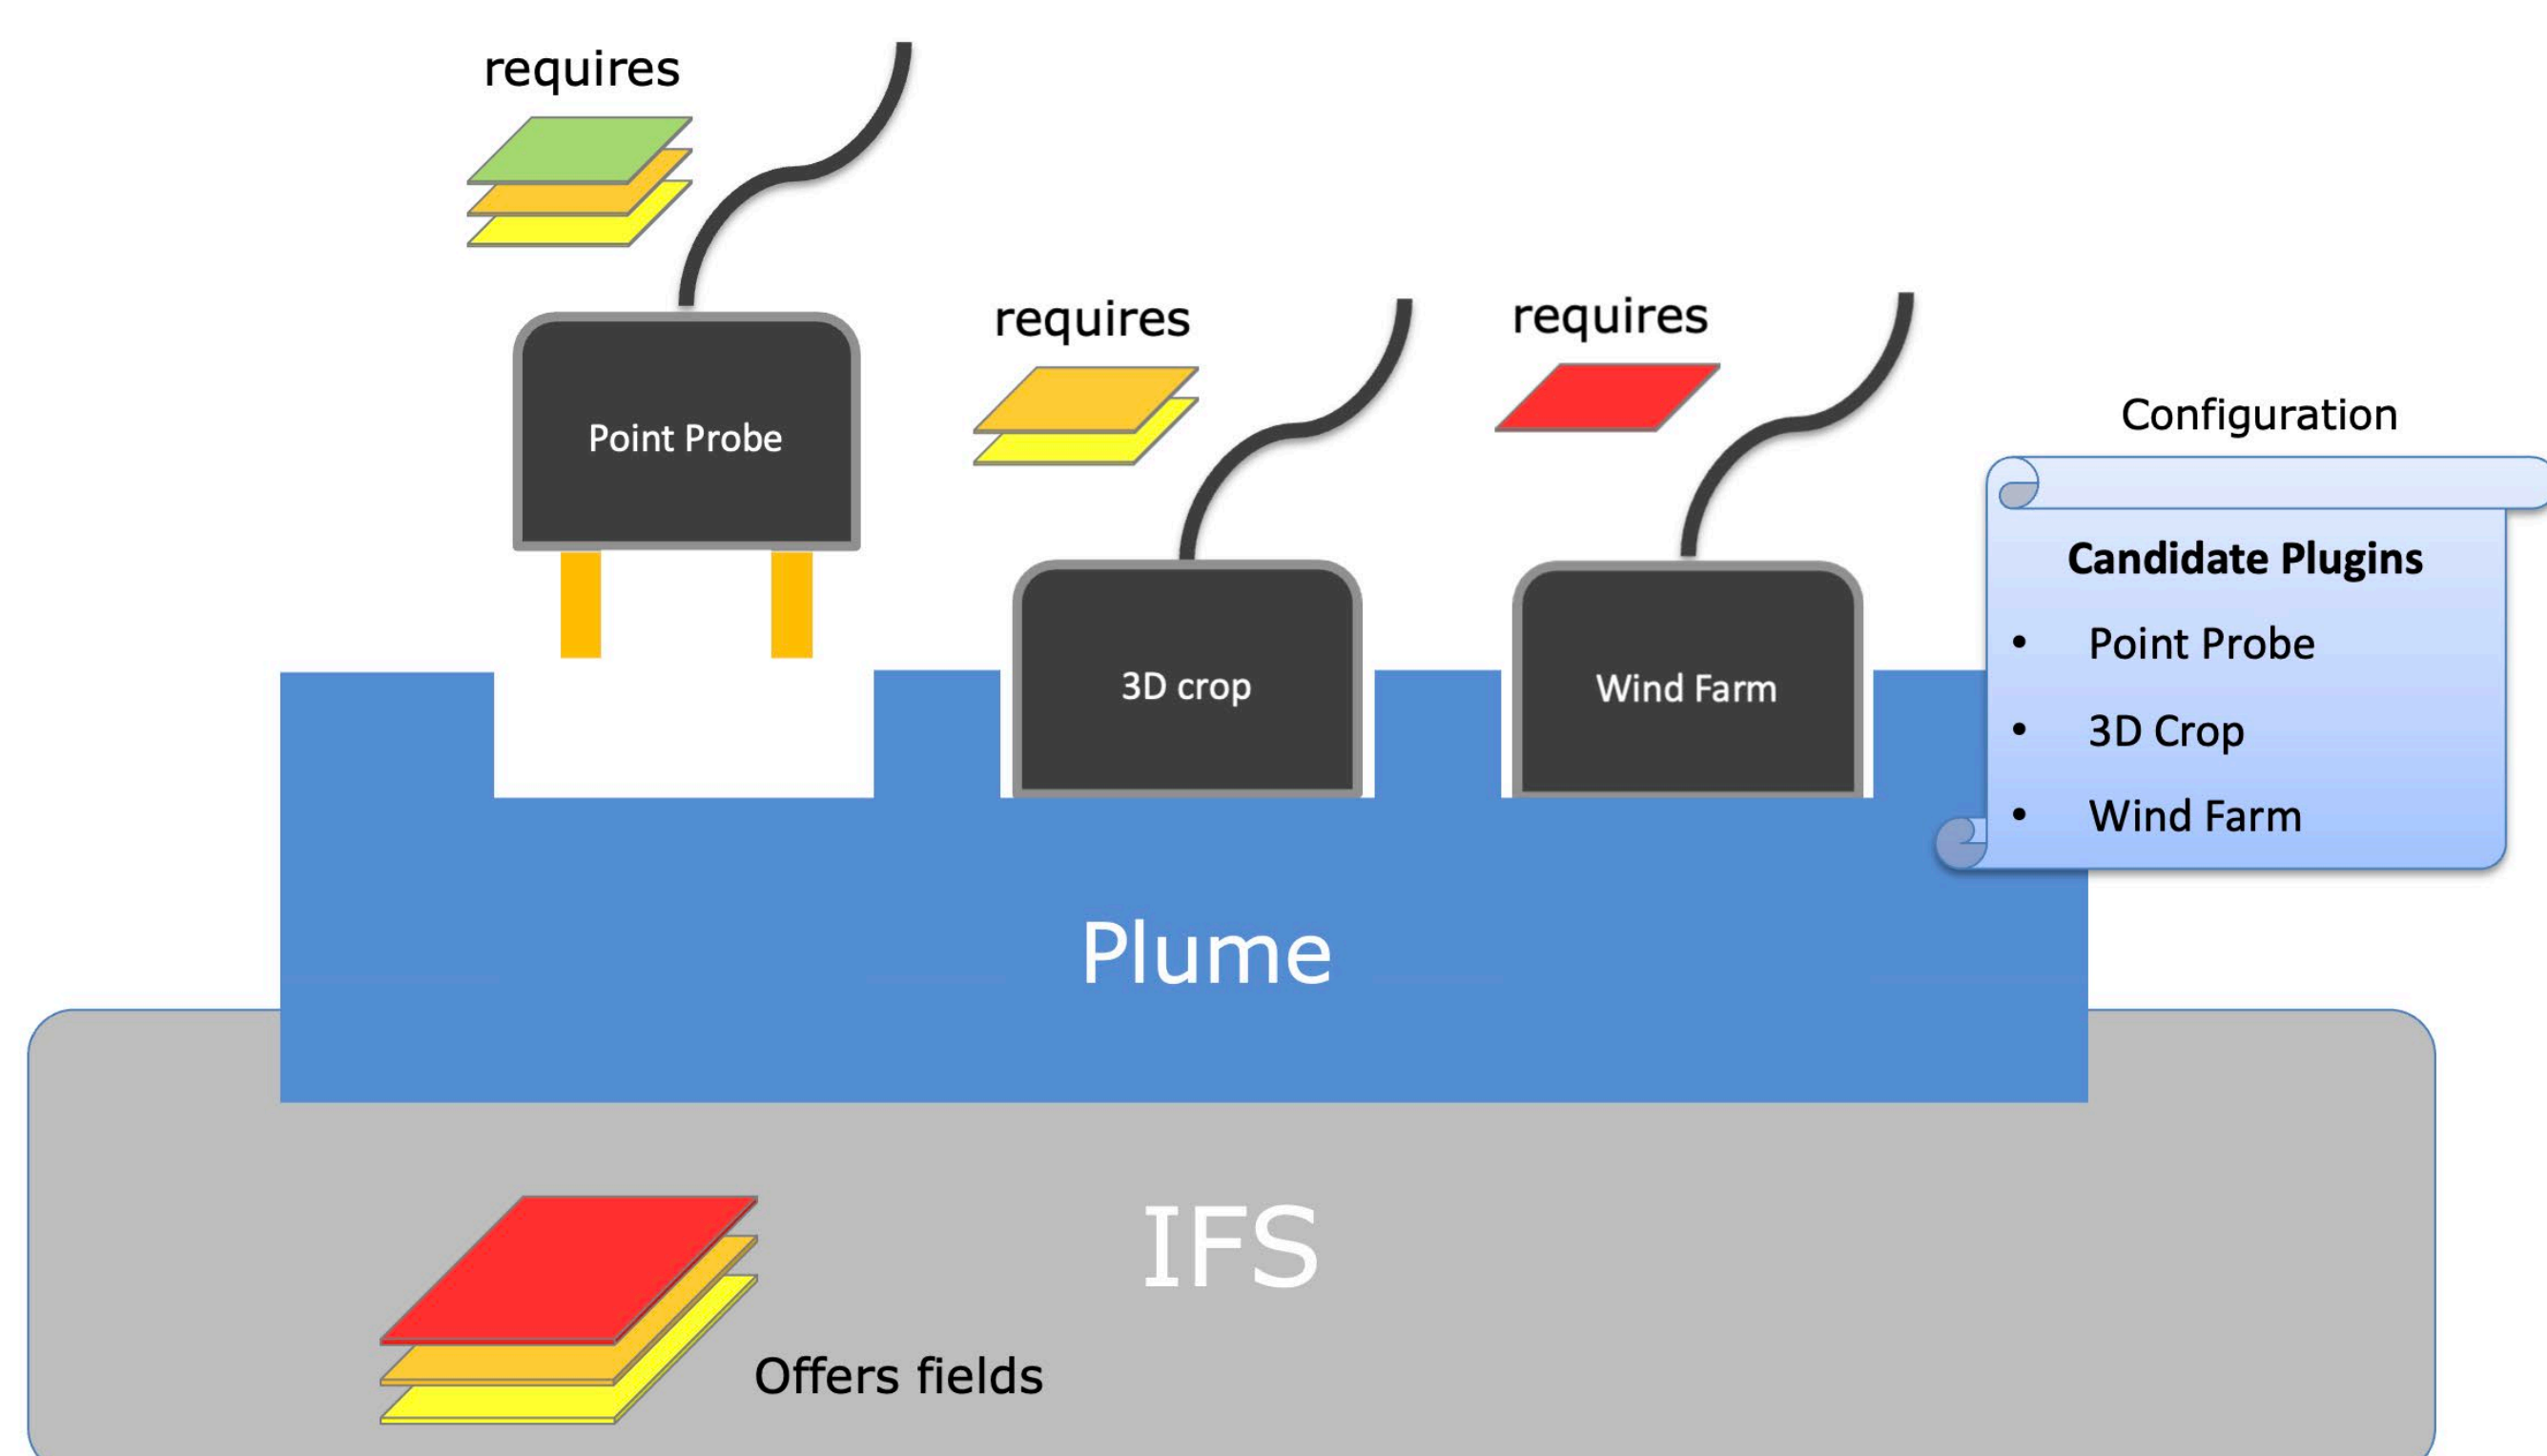 requires
Point Probe
requires
3D crop
requires
Wind Farm
Configuration
Candidate Plugins
• Point Probe
• 3D Crop
• Wind Farm
Plume
IFS
Offers fields